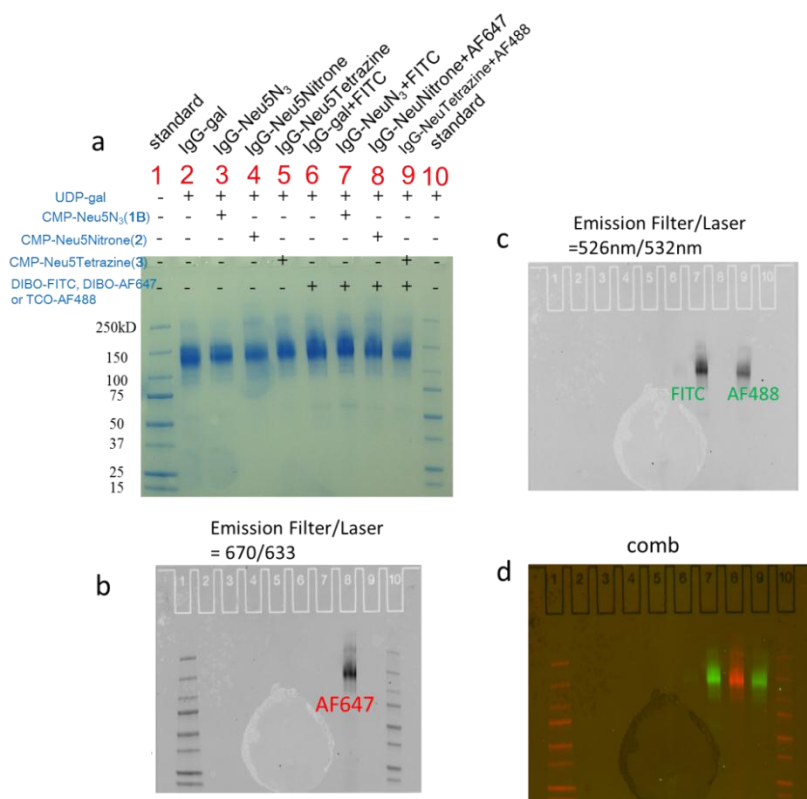 a
standard
IgG-gal
IgG-Neu5N₃
IgG-Neu5Nitrone
IgG-Neu5Tetrazine
IgG-gal+FITC
IgG-NeuN₃+FITC
IgG-NeuNitrone+AF647
IgG-NeuTetrazine+AF488
standard
1 2 3 4 5 6 7 8 9 10
UDP-gal - + + + + + + + + +
CMP-Neu5N₃(1B) - - + - - - + - - -
CMP-Neu5Nitrone(2) - - - + - - - + - -
CMP-Neu5Tetrazine(3) - - - - + - - - + -
DIBO-FITC, DIBO-AF647 - - - - - + + + + -
or TCO-AF488
250kD
150
100
75
50
37
25
15
b
Emission Filter/Laser
= 670/633
1 2 3 4 5 6 7 8 9 10
AF647
c
Emission Filter/Laser
=526nm/532nm
1 2 3 4 5 6 7 8 9 10
FITC AF488
d
comb
1 2 3 4 5 6 7 8 9 10